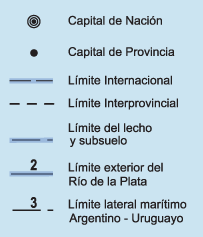 Capital de Nación
Capital de Provincia
Límite Internacional
Límite Interprovincial
Límite del lecho
y subsuelo
2 Límite exterior del
Río de la Plata
3 Límite lateral marítimo
Argentino - Uruguayo